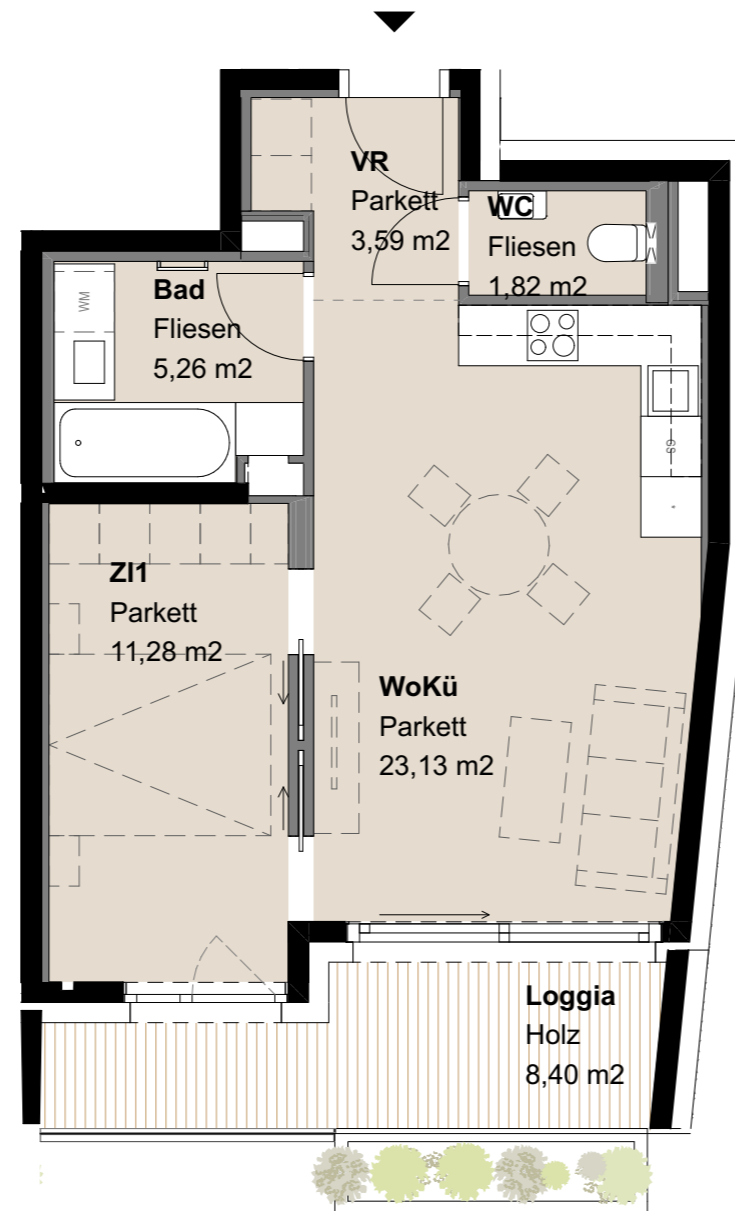 VR
Parkett
3,59 m2
WC
Fliesen
1,82 m2
Bad
Fliesen
5,26 m2
WM
GS
ZI1
Parkett
11,28 m2
WoKü
Parkett
23,13 m2
Loggia
Holz
8,40 m2